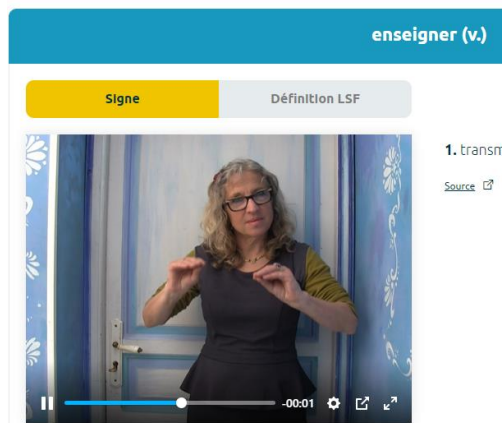 enseigner (v.)
Signe
Définition LSF
1. transm
Source
-00:01